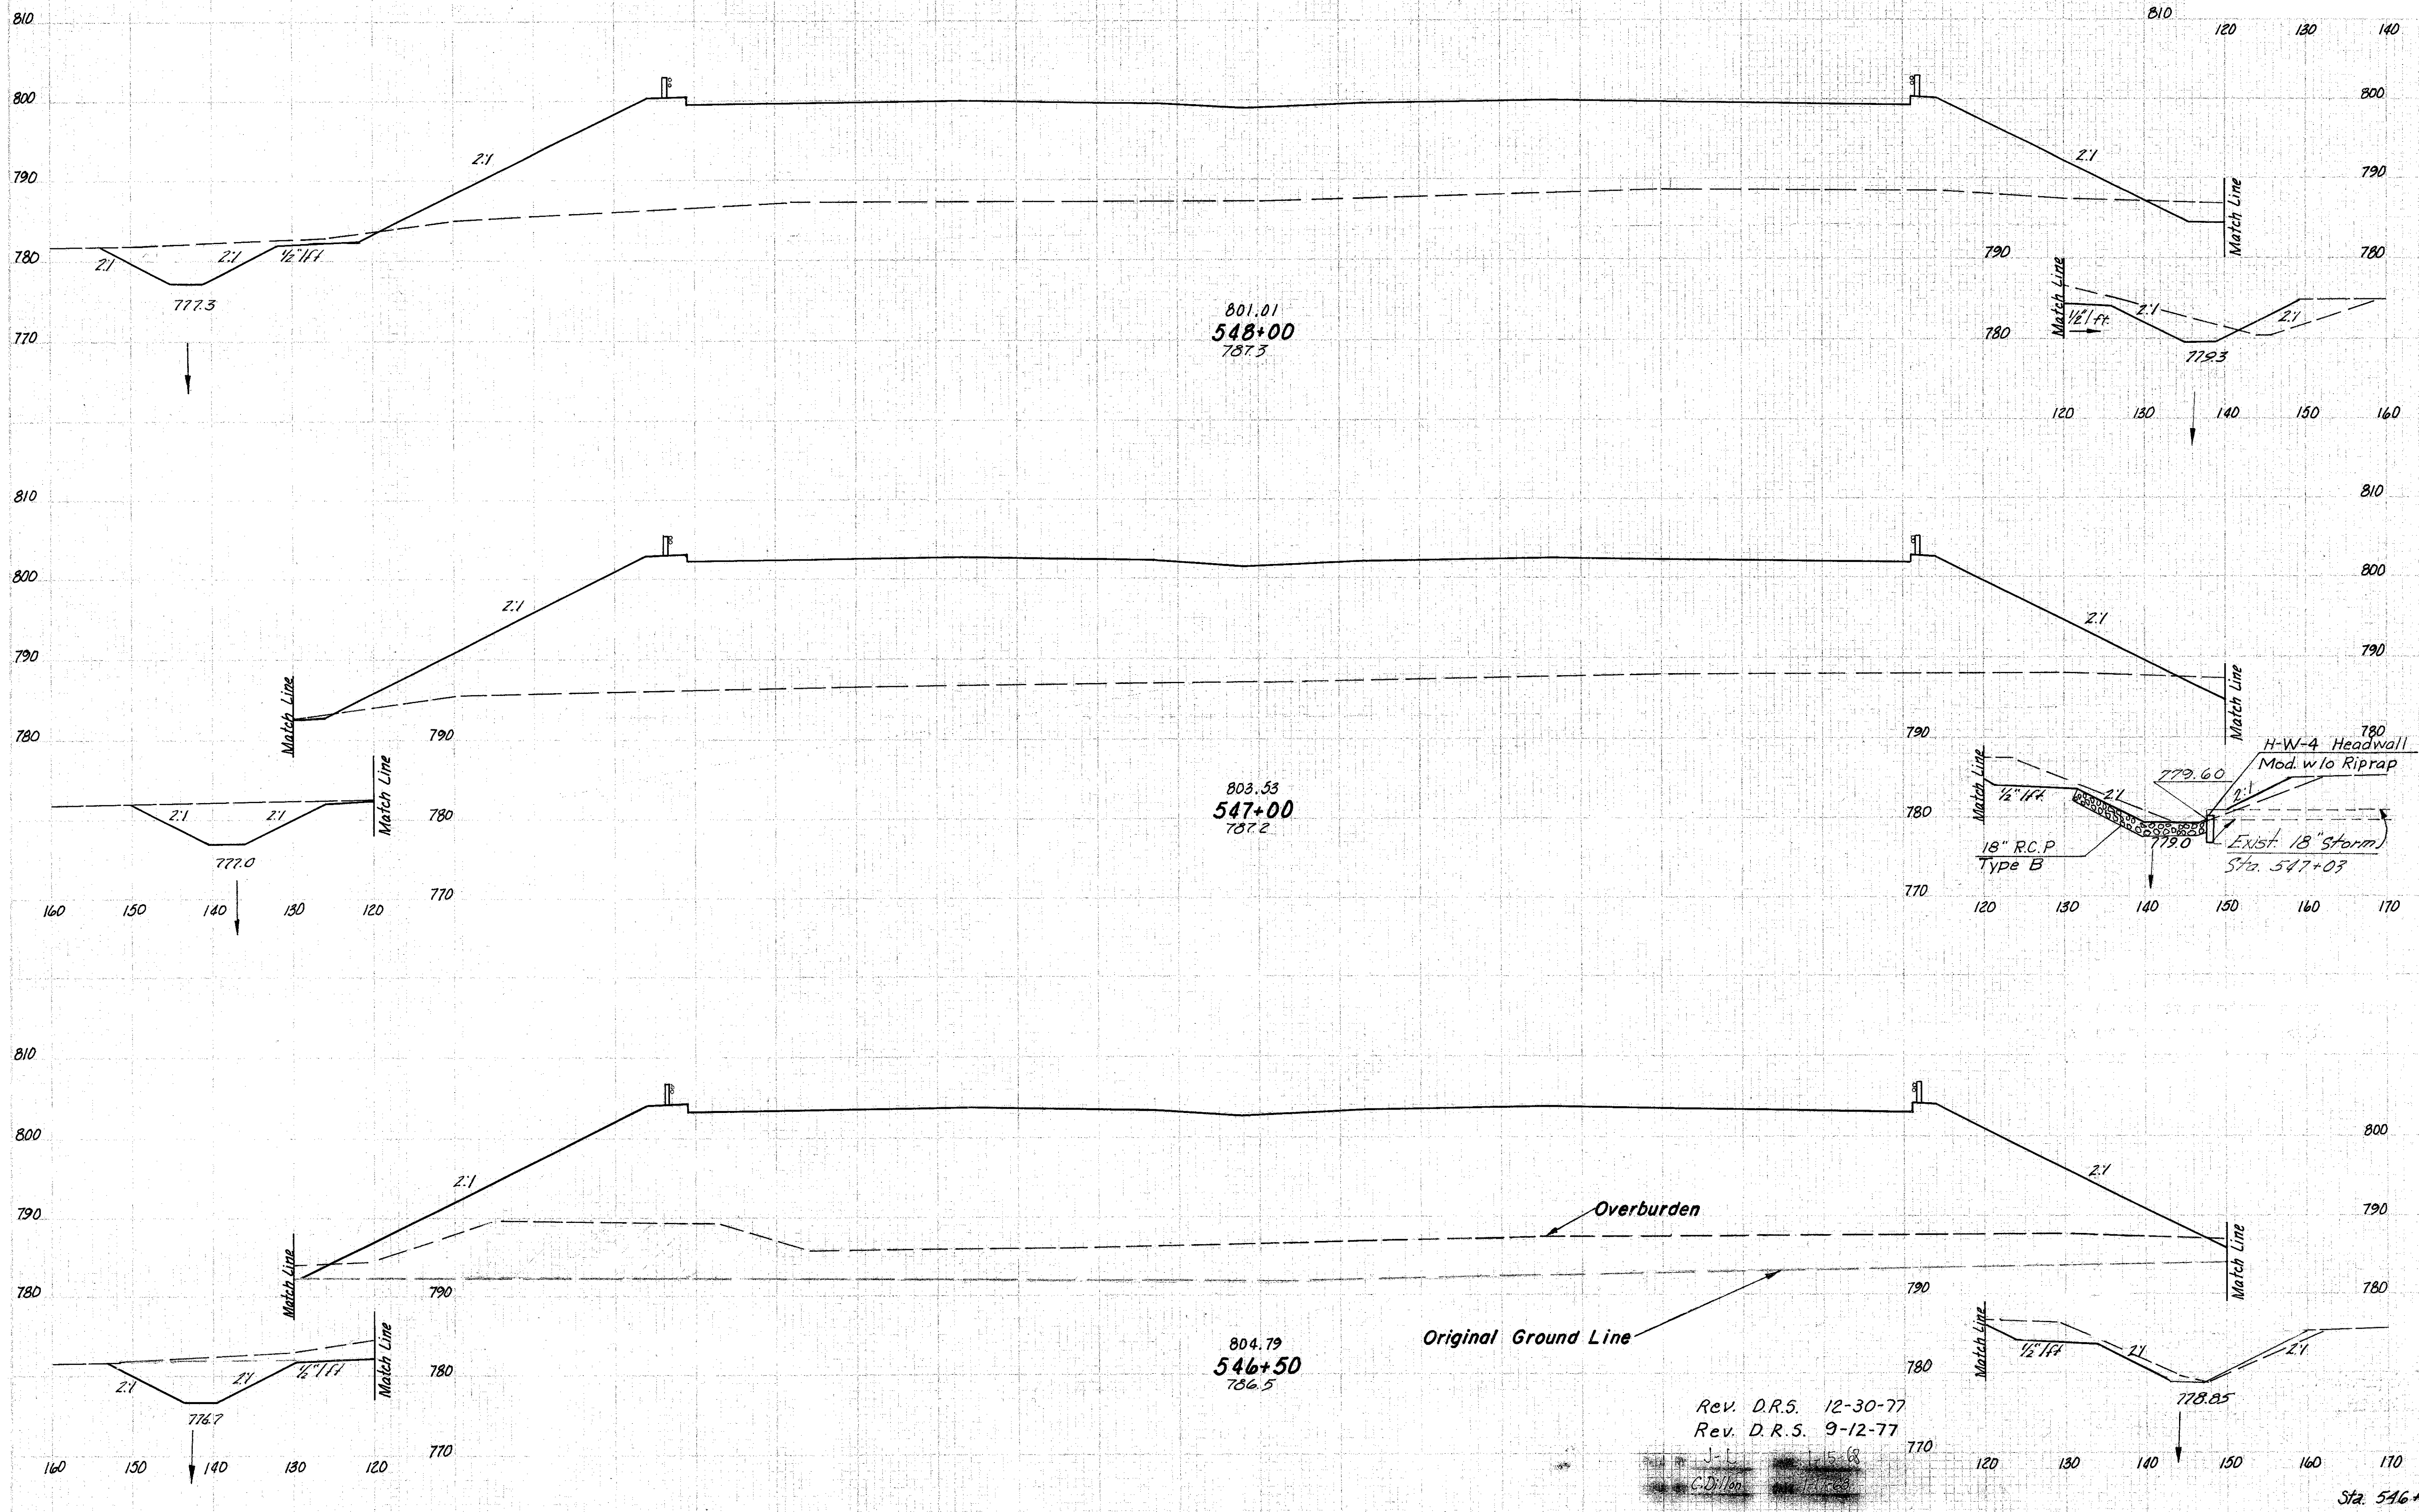 810
810
120 130 140
800
800
2:1
2:1
790
790
Match Line
2:1
2:1
1/2"/ft
780
790
780
777.3
Match Line
1/2"/ft.
2:1
2:1
801.01
548+00
787.3
770
780
779.3
120 130 140 150 160
810
810
800
800
2:1
2:1
790
790
Match Line
Match Line
780
790
790
780
H-W-4 Headwall
Mod. w/o Riprap
Match Line
Match Line
779.60
2:1
2:1
1/2"/ft.
2:1
2:1
803.53
547+00
787.2
780
780
777.0
18" R.C.P
Type B
779.0
Exist. 18" Storm
Sta. 547+03
770
770
160 150 140 130 120
120 130 140 150 160 170
810
800
800
2:1
2:1
790
Overburden
790
Match Line
Match Line
780
790
790
780
Match Line
Match Line
Original Ground Line
2:1
2:1
1/2"/ft
1/2"/ft
2:1
2:1
804.79
546+50
786.5
780
780
776.7
778.85
Rev. D.R.S. 12-30-77
Rev. D.R.S. 9-12-77
770
770
C. Dillon
160 150 140 130 120
120 130 140 150 160 170